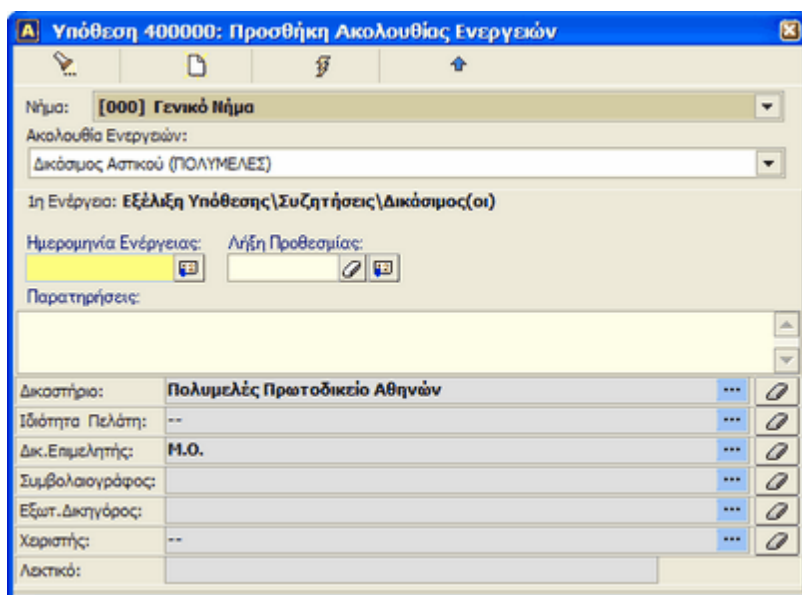 A Υπόθεση 400000: Προσθήκη Ακολουθίας Ενεργειών
Νήμα: [000] Γενικό Νήμα
Ακολουθία Ενεργειών:
Δικάσιμος Αστικού (ΠΟΛΥΜΕΛΕΣ)
1η Ενέργεια: Εξέλιξη Υπόθεσης\Συζητήσεις\Δικάσιμος(οι)
Ημερομηνία Ενέργειας: Λήξη Προθεσμίας:
Παρατηρήσεις:
Δικαστήριο: Πολυμελές Πρωτοδικείο Αθηνών ...
Ιδιότητα Πελάτη: -- ...
Δικ.Επιμελητής: Μ.Ο. ...
Συμβολαιογράφος: ...
Εξωτ.Δικηγόρος: ...
Χειριστής: -- ...
Λεκτικό: